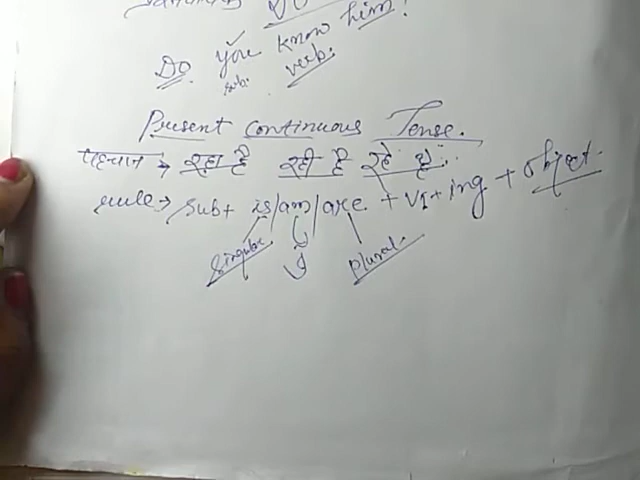 Do you know him?
sub. verb.
Present continuous Tense.
पहचान → रहा है रही है रहे हो..
rule → sub+ is/am/are + V1+ing + object.
Singular I Plural.